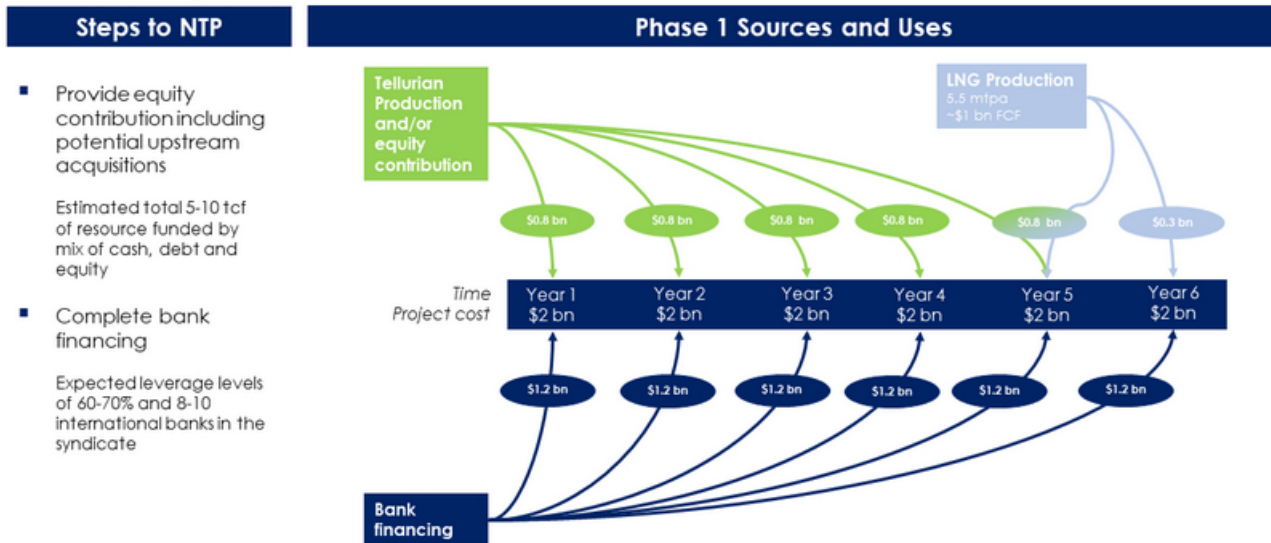 Steps to NTP
Phase 1 Sources and Uses
▪ Provide equity
contribution including
potential upstream
acquisitions
Estimated total 5-10 tcf
of resource funded by
mix of cash, debt and
equity
▪ Complete bank
financing
Expected leverage levels
of 60-70% and 8-10
international banks in the
syndicate
Tellurian
Production
and/or
equity
contribution
LNG Production
5.5 mtpa
~$1 bn FCF
$0.8 bn
$0.8 bn
$0.8 bn
$0.8 bn
$0.8 bn
$0.3 bn
Time
Project cost
Year 1
$2 bn
Year 2
$2 bn
Year 3
$2 bn
Year 4
$2 bn
Year 5
$2 bn
Year 6
$2 bn
$1.2 bn
$1.2 bn
$1.2 bn
$1.2 bn
$1.2 bn
$1.2 bn
Bank
financing